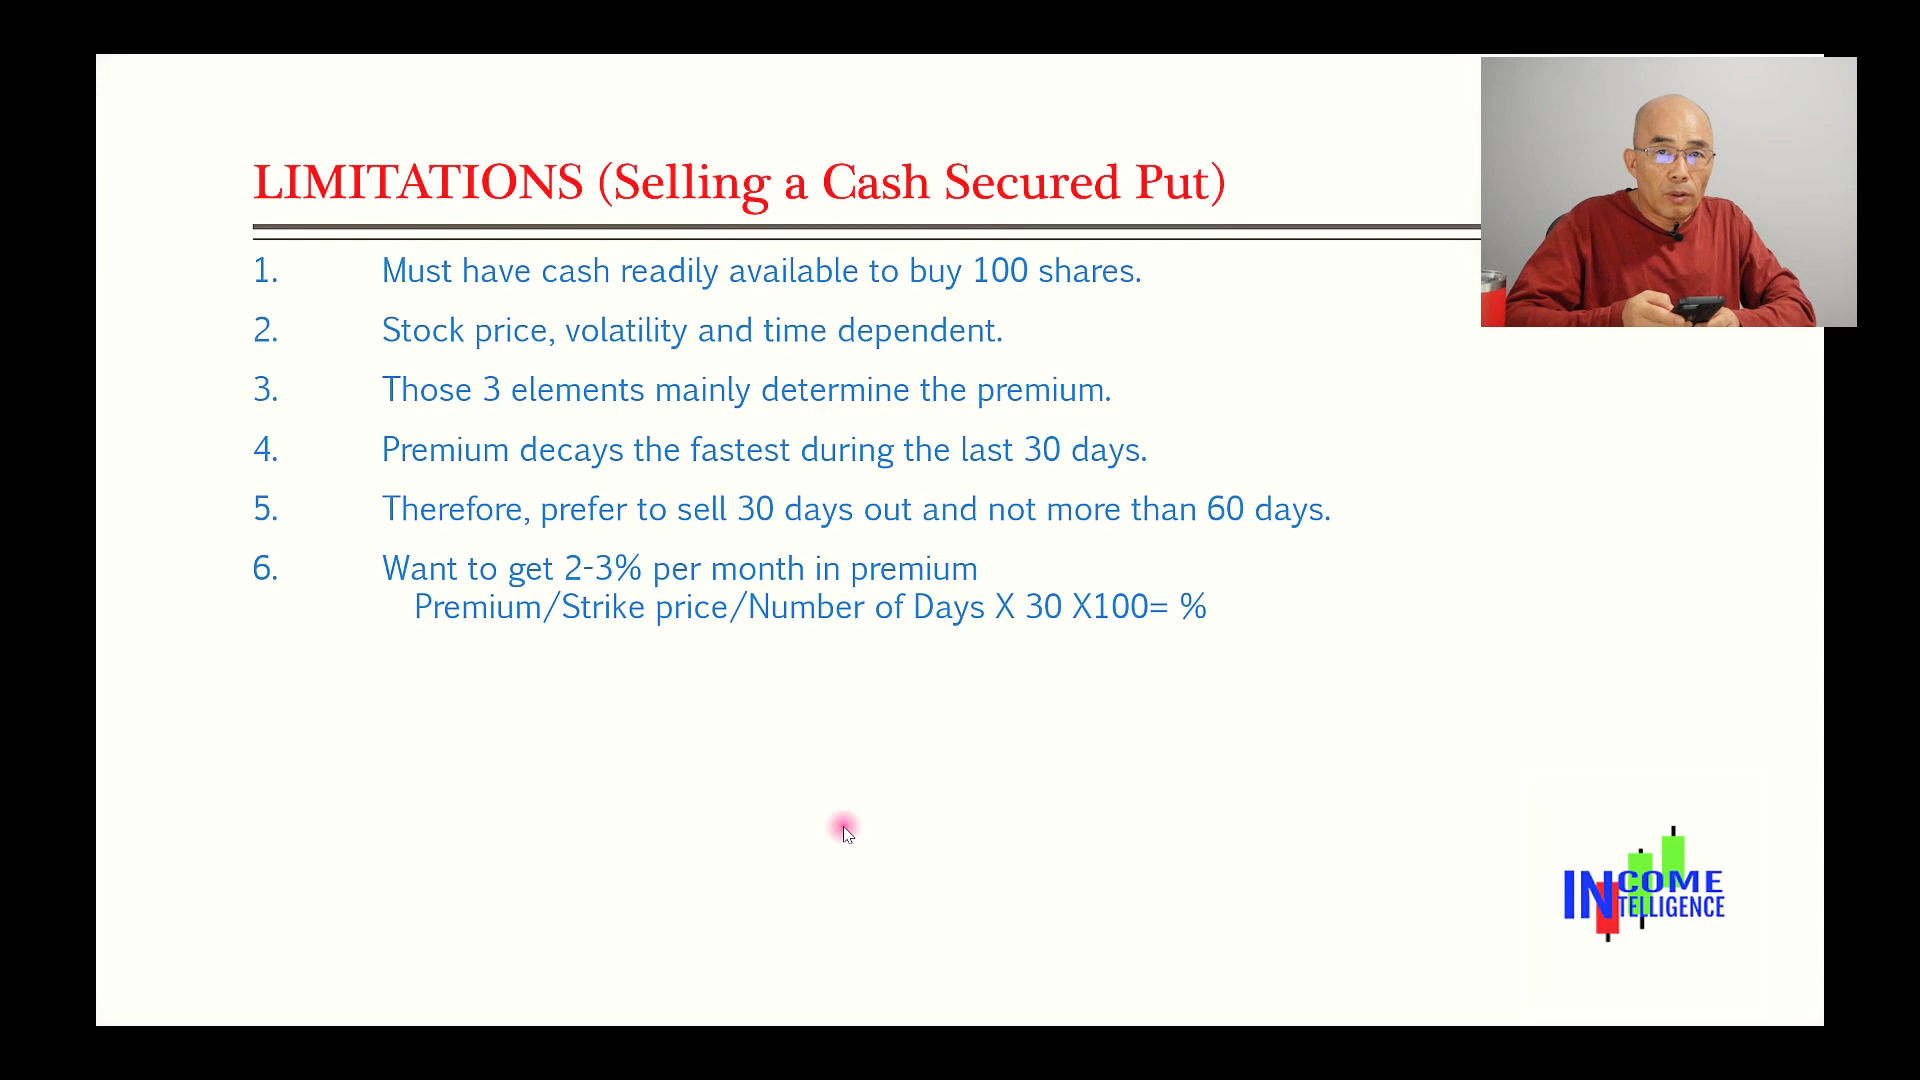 LIMITATIONS (Selling a Cash Secured Put)
1. Must have cash readily available to buy 100 shares.
2. Stock price, volatility and time dependent.
3. Those 3 elements mainly determine the premium.
4. Premium decays the fastest during the last 30 days.
5. Therefore, prefer to sell 30 days out and not more than 60 days.
6. Want to get 2-3% per month in premium
Premium/Strike price/Number of Days X 30 X100= %
INCOME
TELLIGENCE